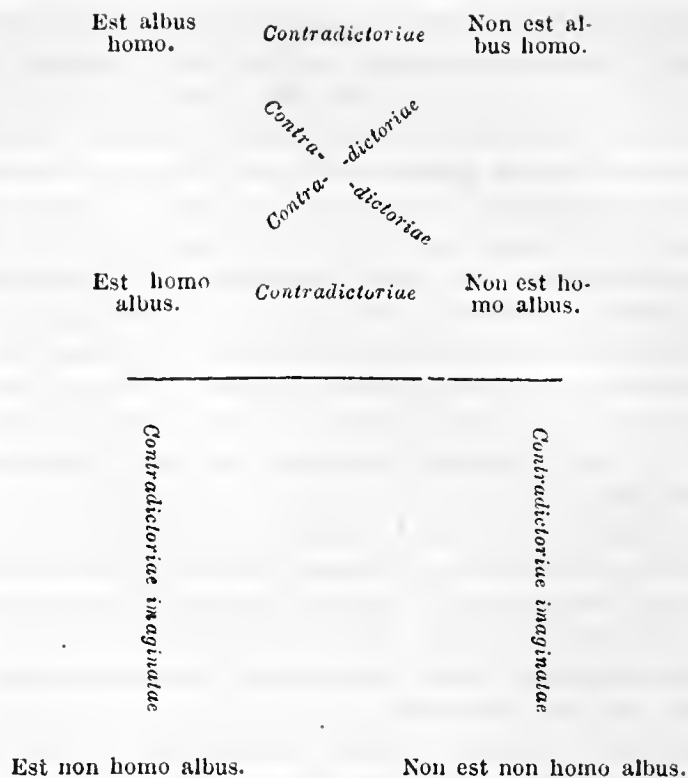 Est albus
homo.
Contradictoriae
Non est al-
bus homo.
Contra- -dictoriae
Contra- -dictoriae
Est homo
albus.
Contradictoriae
Non est ho-
mo albus.
Contradictoriae imaginatae
Contradictoriae imaginatae
Est non homo albus.
Non est non homo albus.